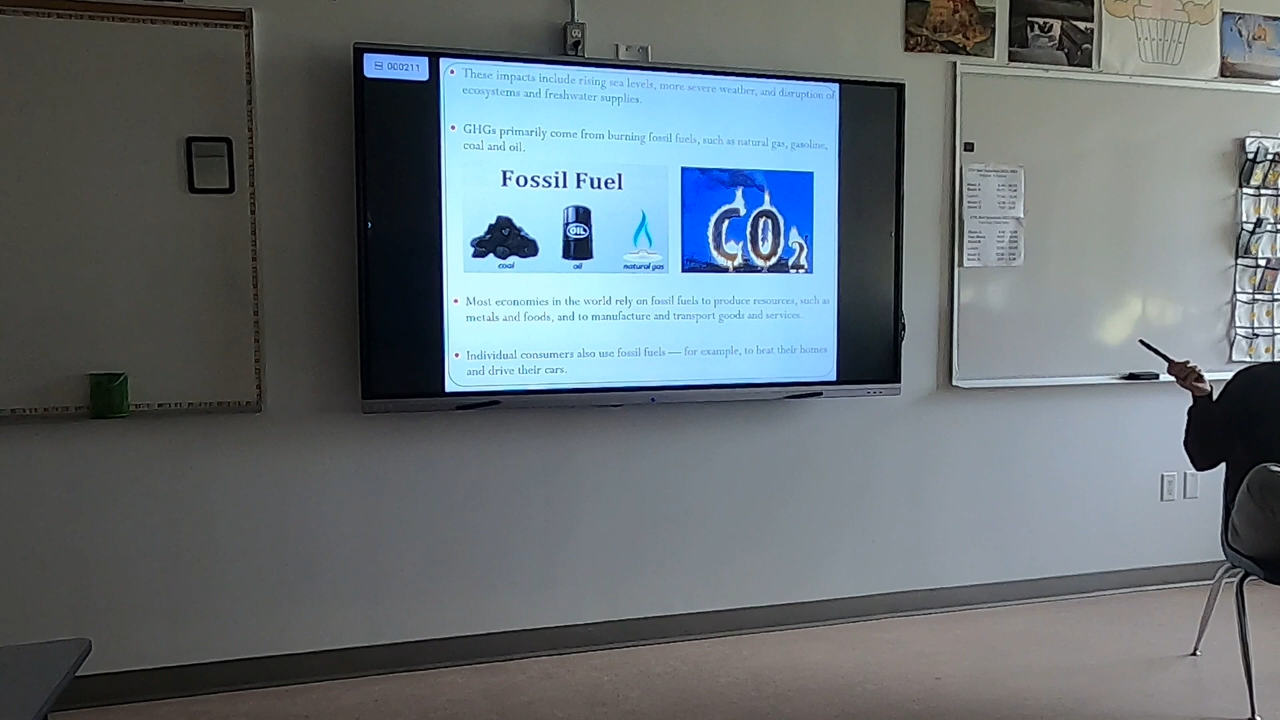 000211
• These impacts include rising sea levels, more severe weather, and disruption of
ecosystems and freshwater supplies.
• GHGs primarily come from burning fossil fuels, such as natural gas, gasoline,
coal and oil.
Fossil Fuel
OIL
coal
oil
natural gas
CO2
• Most economies in the world rely on fossil fuels to produce resources, such as
metals and foods, and to manufacture and transport goods and services.
• Individual consumers also use fossil fuels — for example, to heat their homes
and drive their cars.